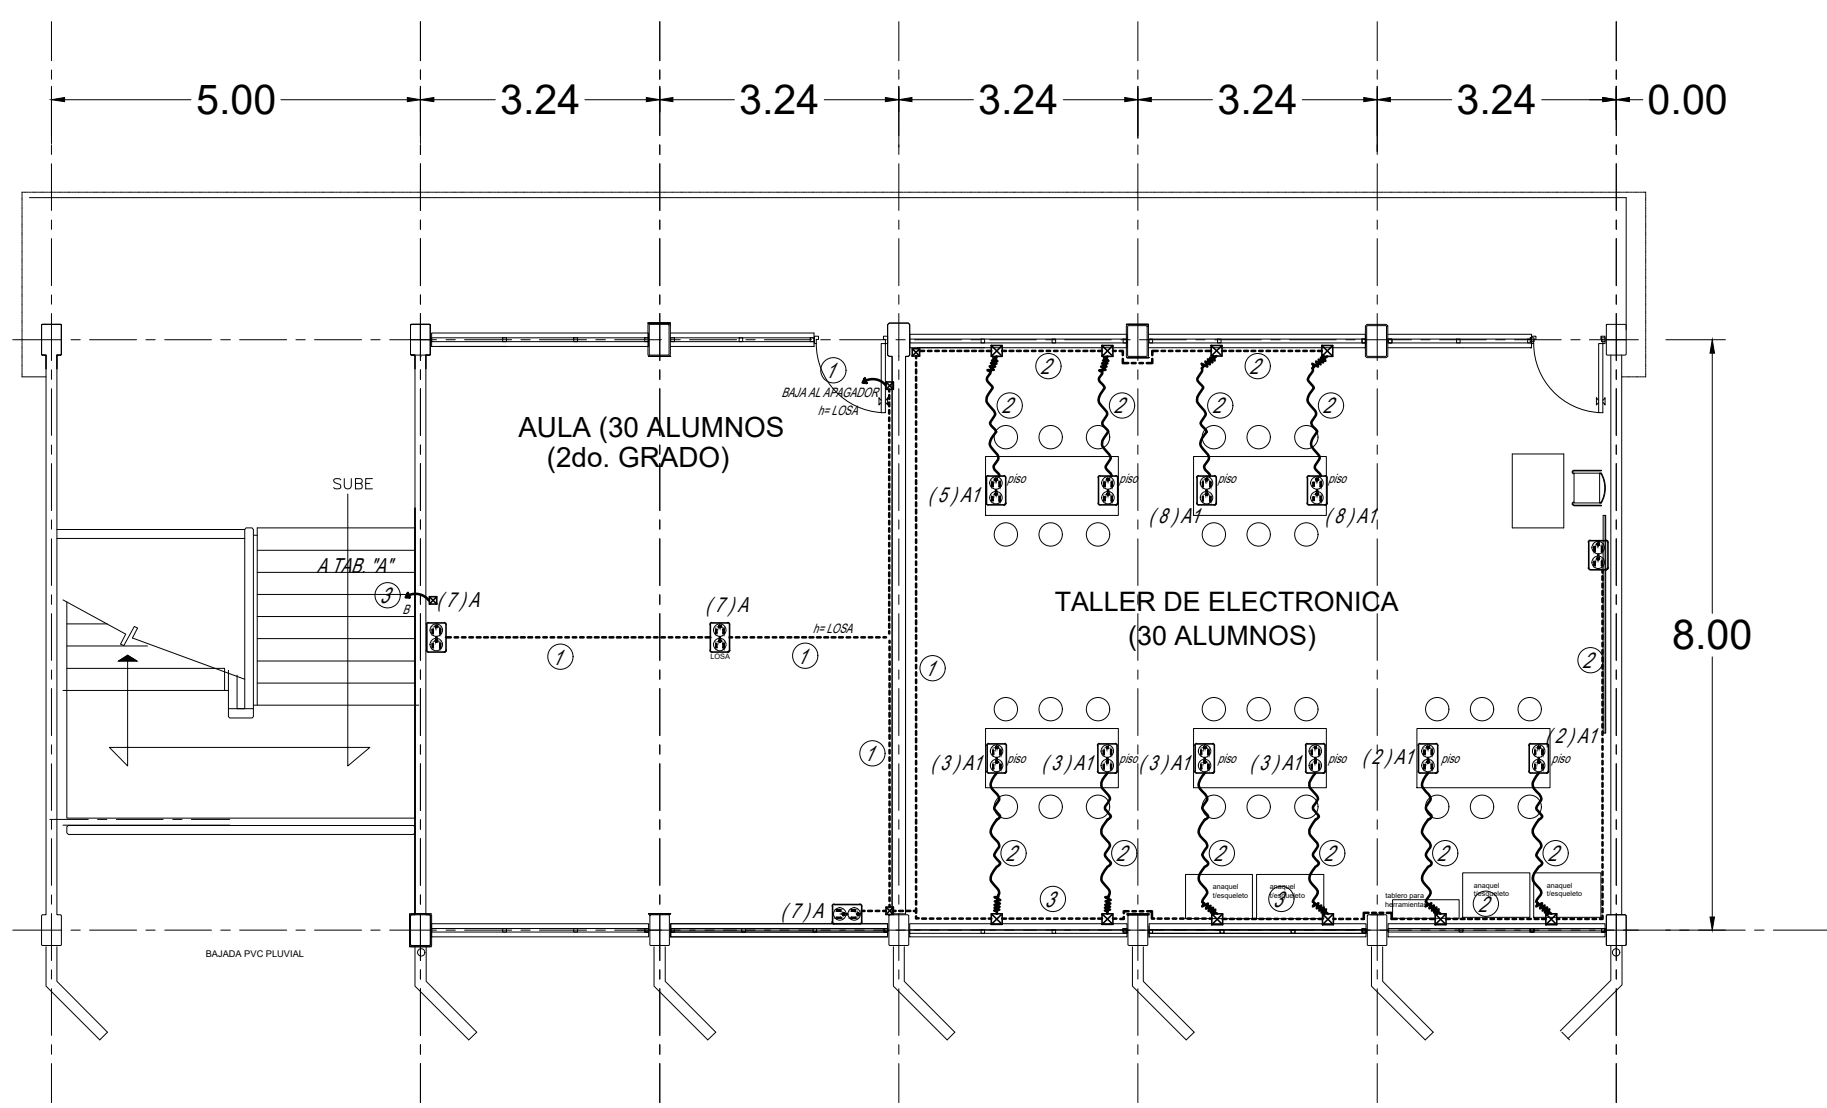 5.00 3.24 3.24 3.24 3.24 3.24 0.00
1
BAJA AL APAGADOR
h= LOSA
2 2
2 2 2 2
AULA (30 ALUMNOS
(2do. GRADO)
SUBE
piso piso piso piso
(5)A1
(8)A1 (8)A1
A TAB. "A"
3
B
(7)A
(7)A
h= LOSA
LOSA
1 1
TALLER DE ELECTRONICA
(30 ALUMNOS)
8.00
2
1
1
(3)A1 (3)A1 (3)A1 (3)A1 (2)A1 (2)A1
piso piso piso piso piso piso
2 2 2 2 2 2
anaquel
t/esqueleto
anaquel
t/esqueleto
tablero para
herramientas
anaquel
t/esqueleto
anaquel
t/esqueleto
3 3 2
(7)A
BAJADA PVC PLUVIAL